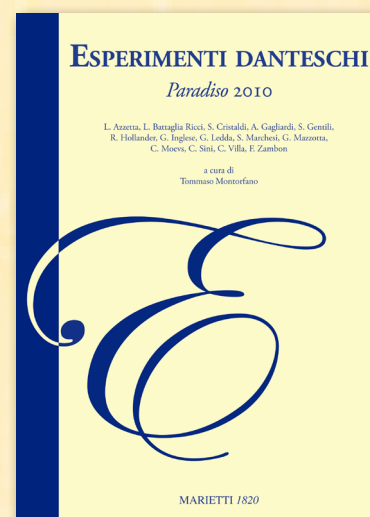 ESPERIMENTI DANTESCHI
Paradiso 2010
L. Azzetta, L. Battaglia Ricci, S. Cristaldi, A. Gagliardi, S. Gentili,
R. Hollander, G. Inglese, G. Ledda, S. Marchesi, G. Mazzotta,
C. Moevs, C. Sini, C. Villa, F. Zambon
a cura di
Tommaso Montorfano
E
MARIETTI 1820